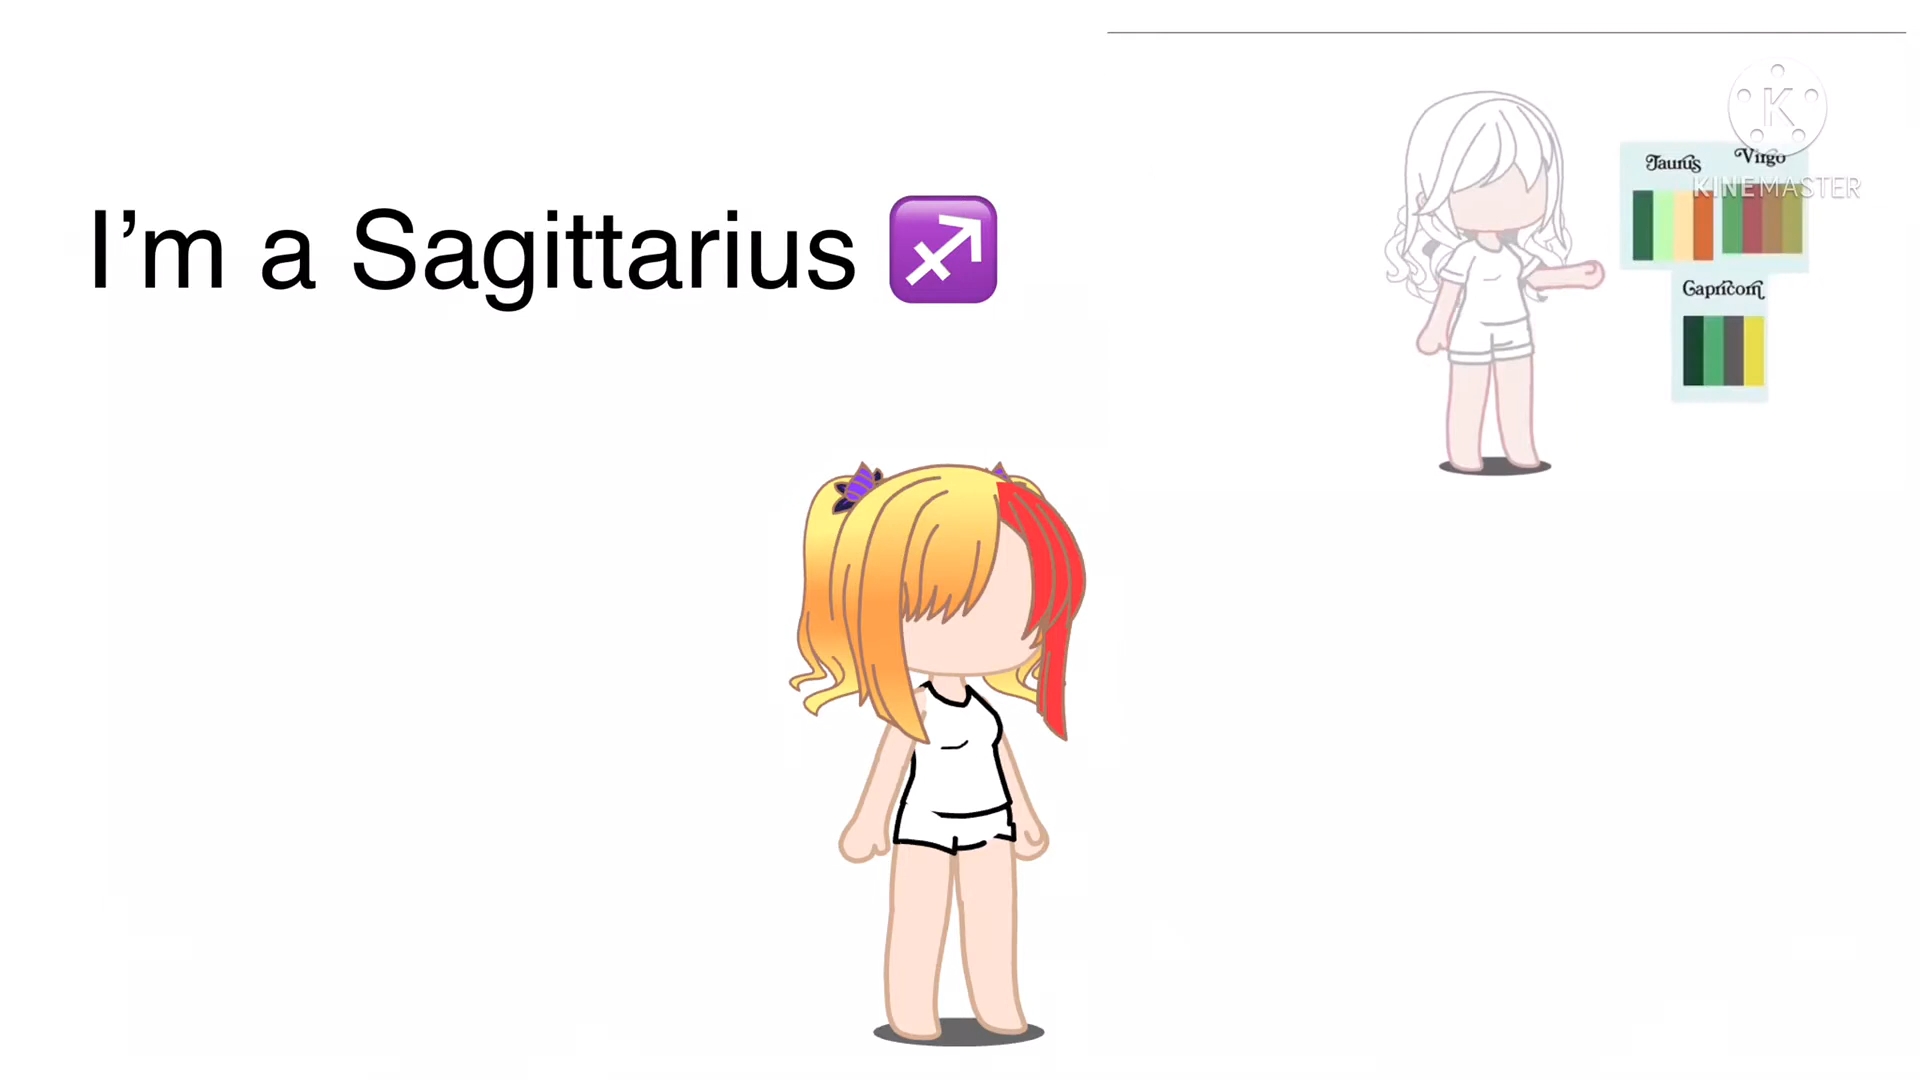 I’m a Sagittarius ♐
K
Taurus
Virgo
KINEMASTER
Capricorn